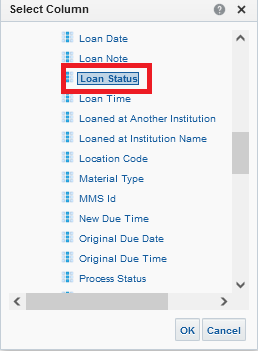 Select Column
Loan Date
Loan Note
Loan Status
Loan Time
Loaned at Another Institution
Loaned at Institution Name
Location Code
Material Type
MMS Id
New Due Time
Original Due Date
Original Due Time
Process Status
OK Cancel